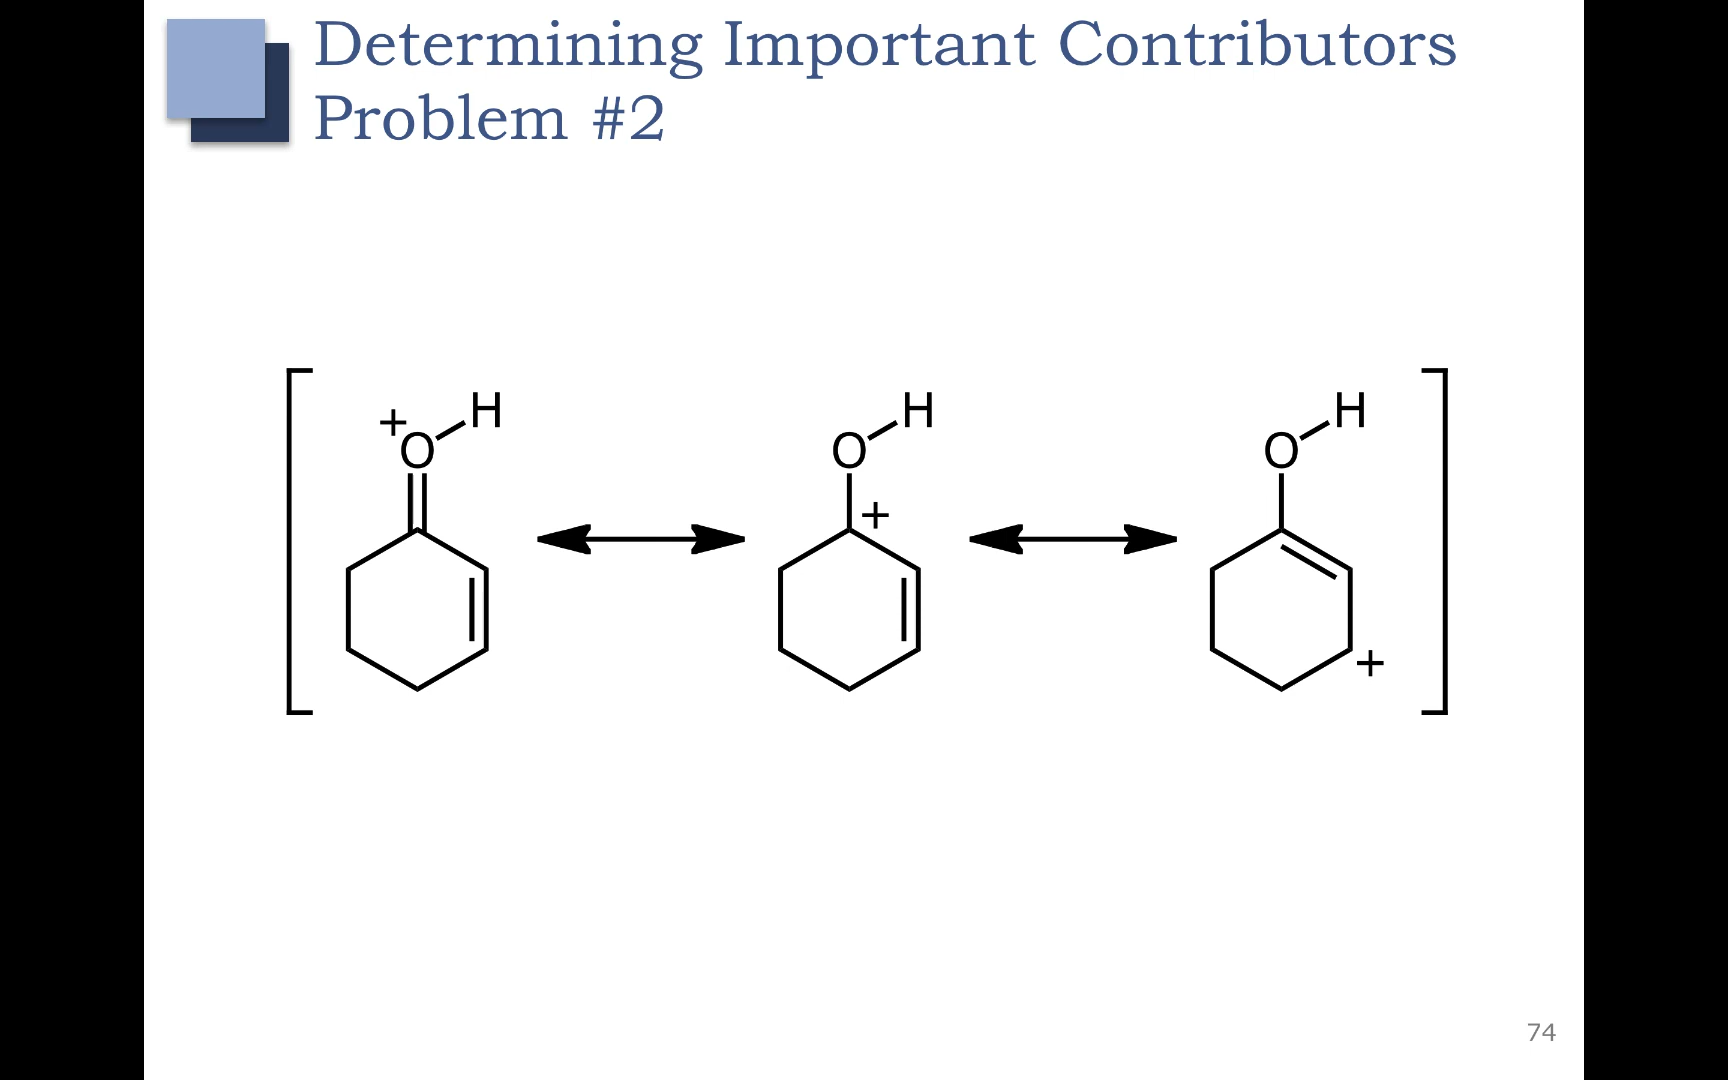 Determining Important Contributors
Problem #2
H H H
+
O O O
+
+
74